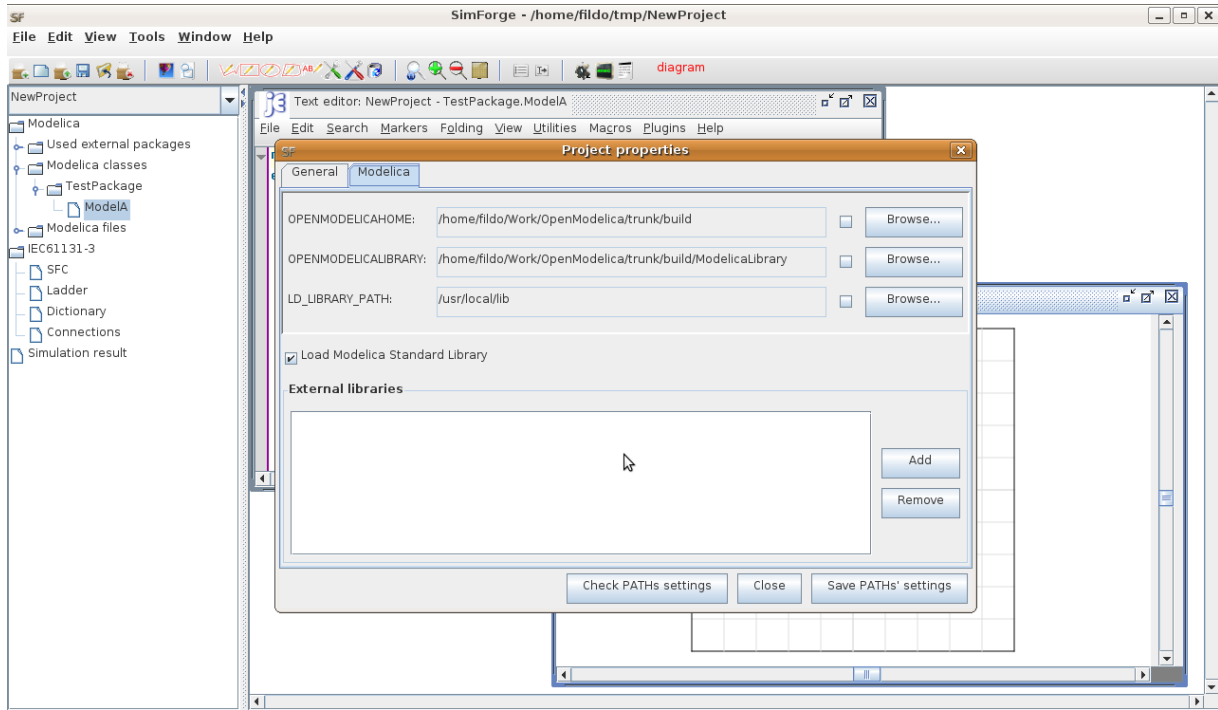 SF SimForge - /home/fildo/tmp/NewProject
File Edit View Tools Window Help
diagram
NewProject
Modelica
Used external packages
Modelica classes
TestPackage
ModelA
Modelica files
IEC61131-3
SFC
Ladder
Dictionary
Connections
Simulation result
Text editor: NewProject - TestPackage.ModelA
File Edit Search Markers Folding View Utilities Macros Plugins Help
SF Project properties
General Modelica
OPENMODELICAHOME: /home/fildo/Work/OpenModelica/trunk/build Browse...
OPENMODELICALIBRARY: /home/fildo/Work/OpenModelica/trunk/build/ModelicaLibrary Browse...
LD_LIBRARY_PATH: /usr/local/lib Browse...
Load Modelica Standard Library
External libraries
Add
Remove
Check PATHs settings Close Save PATHs' settings